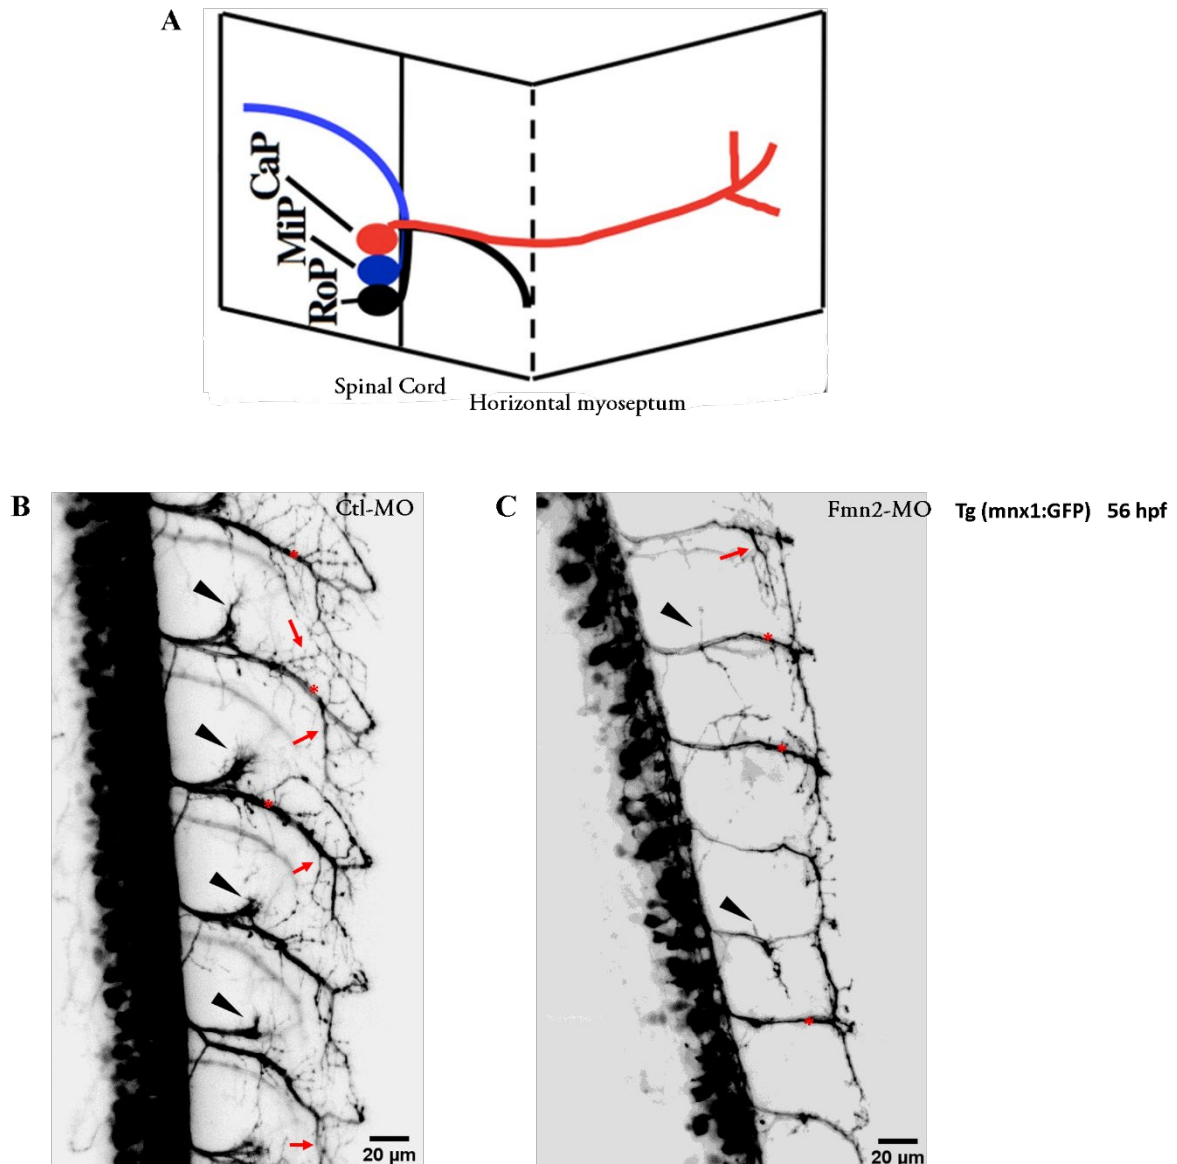 A
CaP
MiP
RoP
Spinal Cord
Horizontal myoseptum
B
Ctl-MO
C
Fmn2-MO
Tg (mnx1:GFP) 56 hpf
*
*
*
*
*
*
20 µm
20 µm